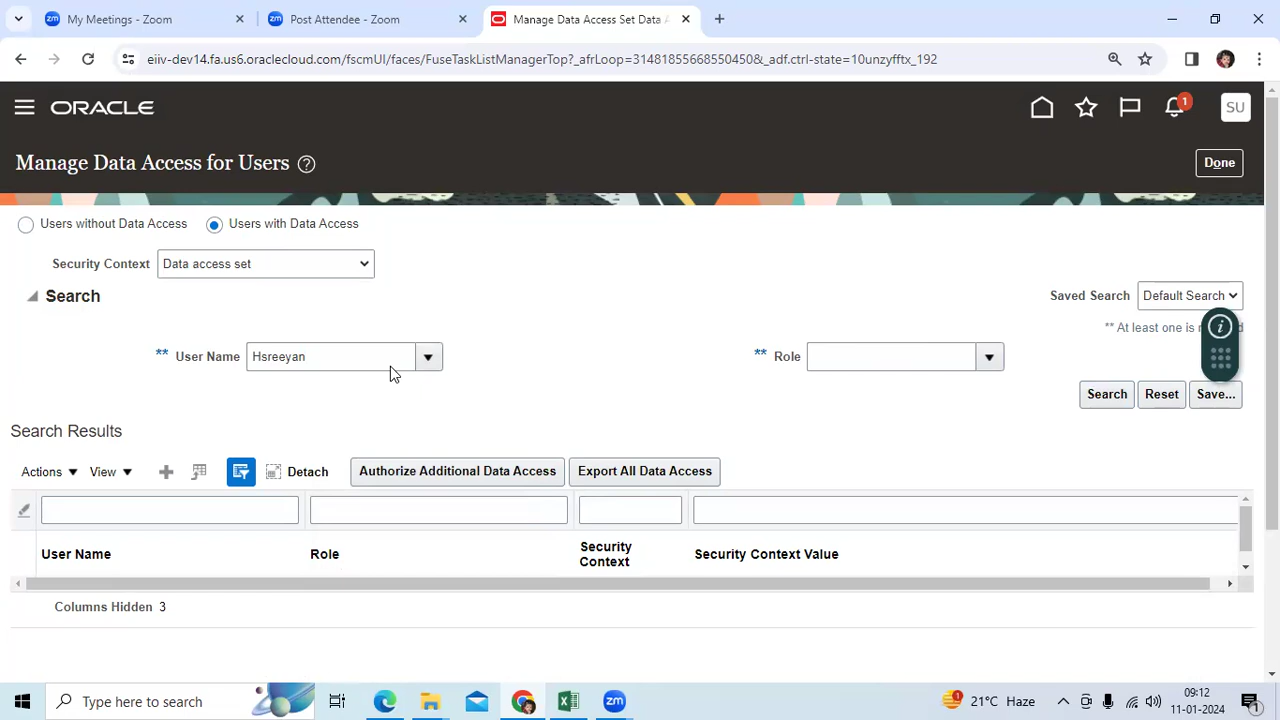 My Meetings - Zoom
Post Attendee - Zoom
Manage Data Access Set Data A
eiiv-dev14.fa.us6.oraclecloud.com/fscmUI/faces/FuseTaskListManagerTop?_afrLoop=3148185566855045 0&_adf.ctrl-state=10unzyfftx_192
ORACLE
1
SU
Manage Data Access for Users ?
Done
Users without Data Access
Users with Data Access
Security Context
Data access set
Search
Saved Search
Default Search
** At least one is
** User Name
Hsreeyan
** Role
Search
Reset
Save...
Search Results
Actions
View
Detach
Authorize Additional Data Access
Export All Data Access
User Name
Role
Security Context
Security Context Value
Columns Hidden 3
Type here to search
21°C Haze
09:12
11-01-2024